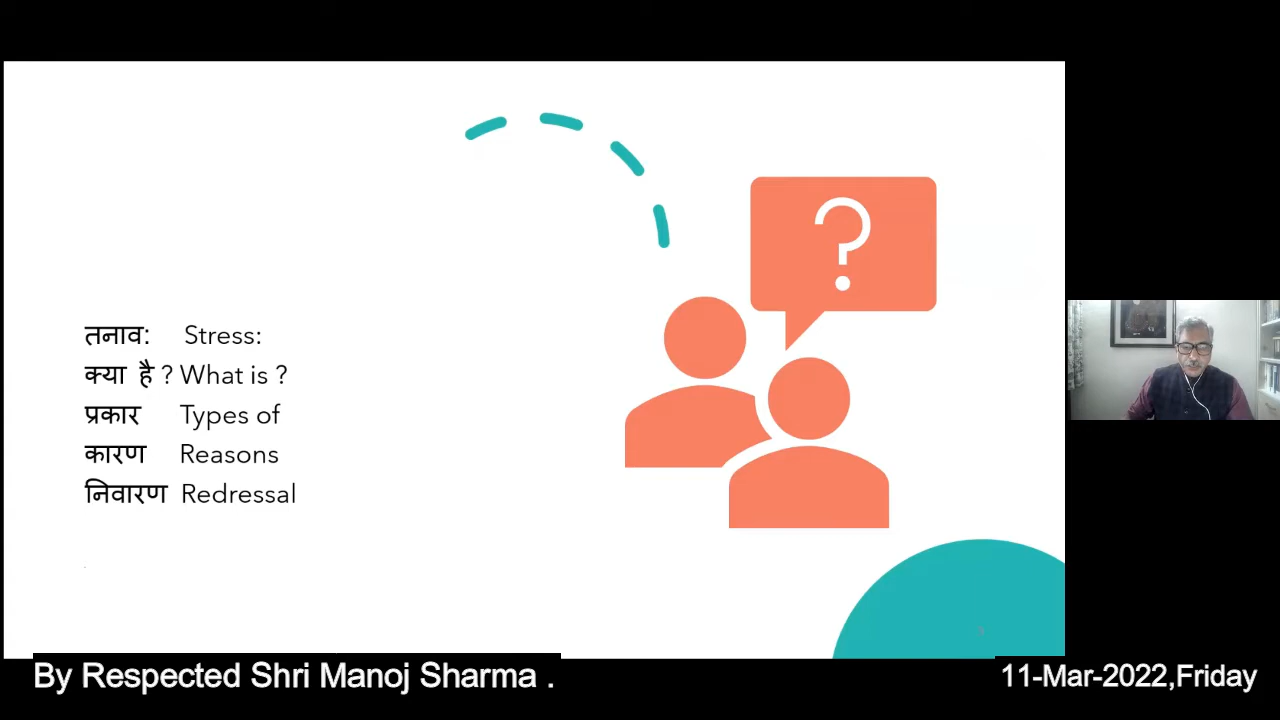 तनाव: Stress:
क्या है ? What is ?
प्रकार Types of
कारण Reasons
निवारण Redressal
?
By Respected Shri Manoj Sharma .
11-Mar-2022,Friday